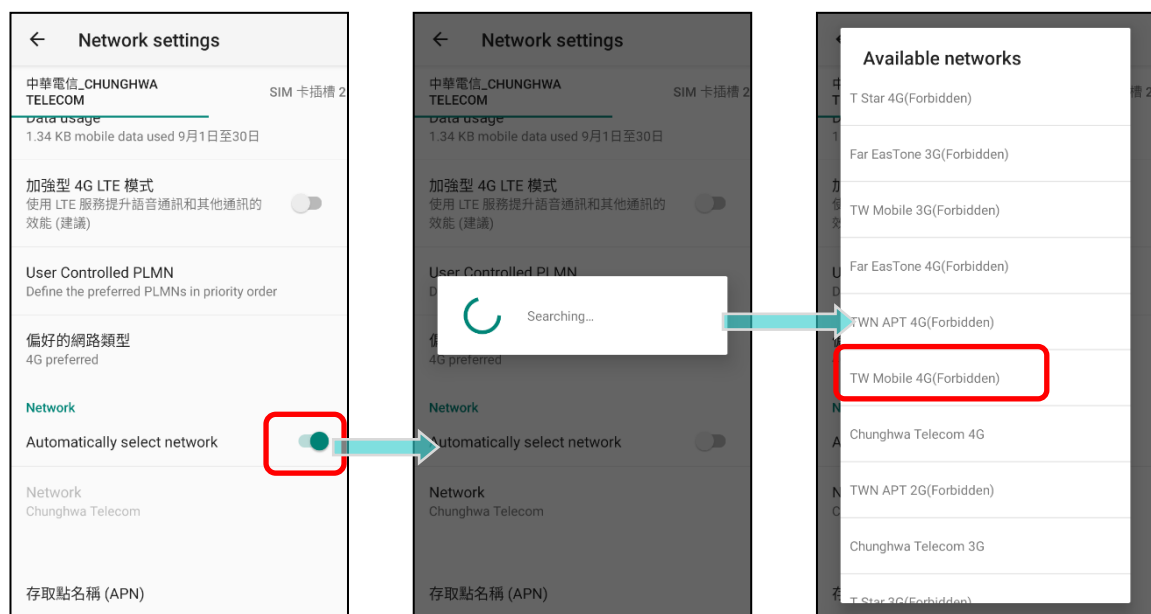 Network settings
中華電信_CHUNGHWA
TELECOM
SIM 卡插槽 2
Data usage
1.34 KB mobile data used 9月1日至30日
加強型 4G LTE 模式
使用 LTE 服務提升語音通訊和其他通訊的
效能 (建議)
User Controlled PLMN
Define the preferred PLMNs in priority order
偏好的網路類型
4G preferred
Network
Automatically select network
Network
Chunghwa Telecom
存取點名稱 (APN)
Network settings
中華電信_CHUNGHWA
TELECOM
SIM 卡插槽 2
Data usage
1.34 KB mobile data used 9月1日至30日
加強型 4G LTE 模式
使用 LTE 服務提升語音通訊和其他通訊的
效能 (建議)
User Controlled PLMN
D
Searching…
4G preferred
Network
Automatically select network
Network
Chunghwa Telecom
存取點名稱 (APN)
Available networks
T Star 4G(Forbidden)
Far EasTone 3G(Forbidden)
TW Mobile 3G(Forbidden)
Far EasTone 4G(Forbidden)
TWN APT 4G(Forbidden)
TW Mobile 4G(Forbidden)
Chunghwa Telecom 4G
TWN APT 2G(Forbidden)
Chunghwa Telecom 3G
T Star 3G(Forbidden)